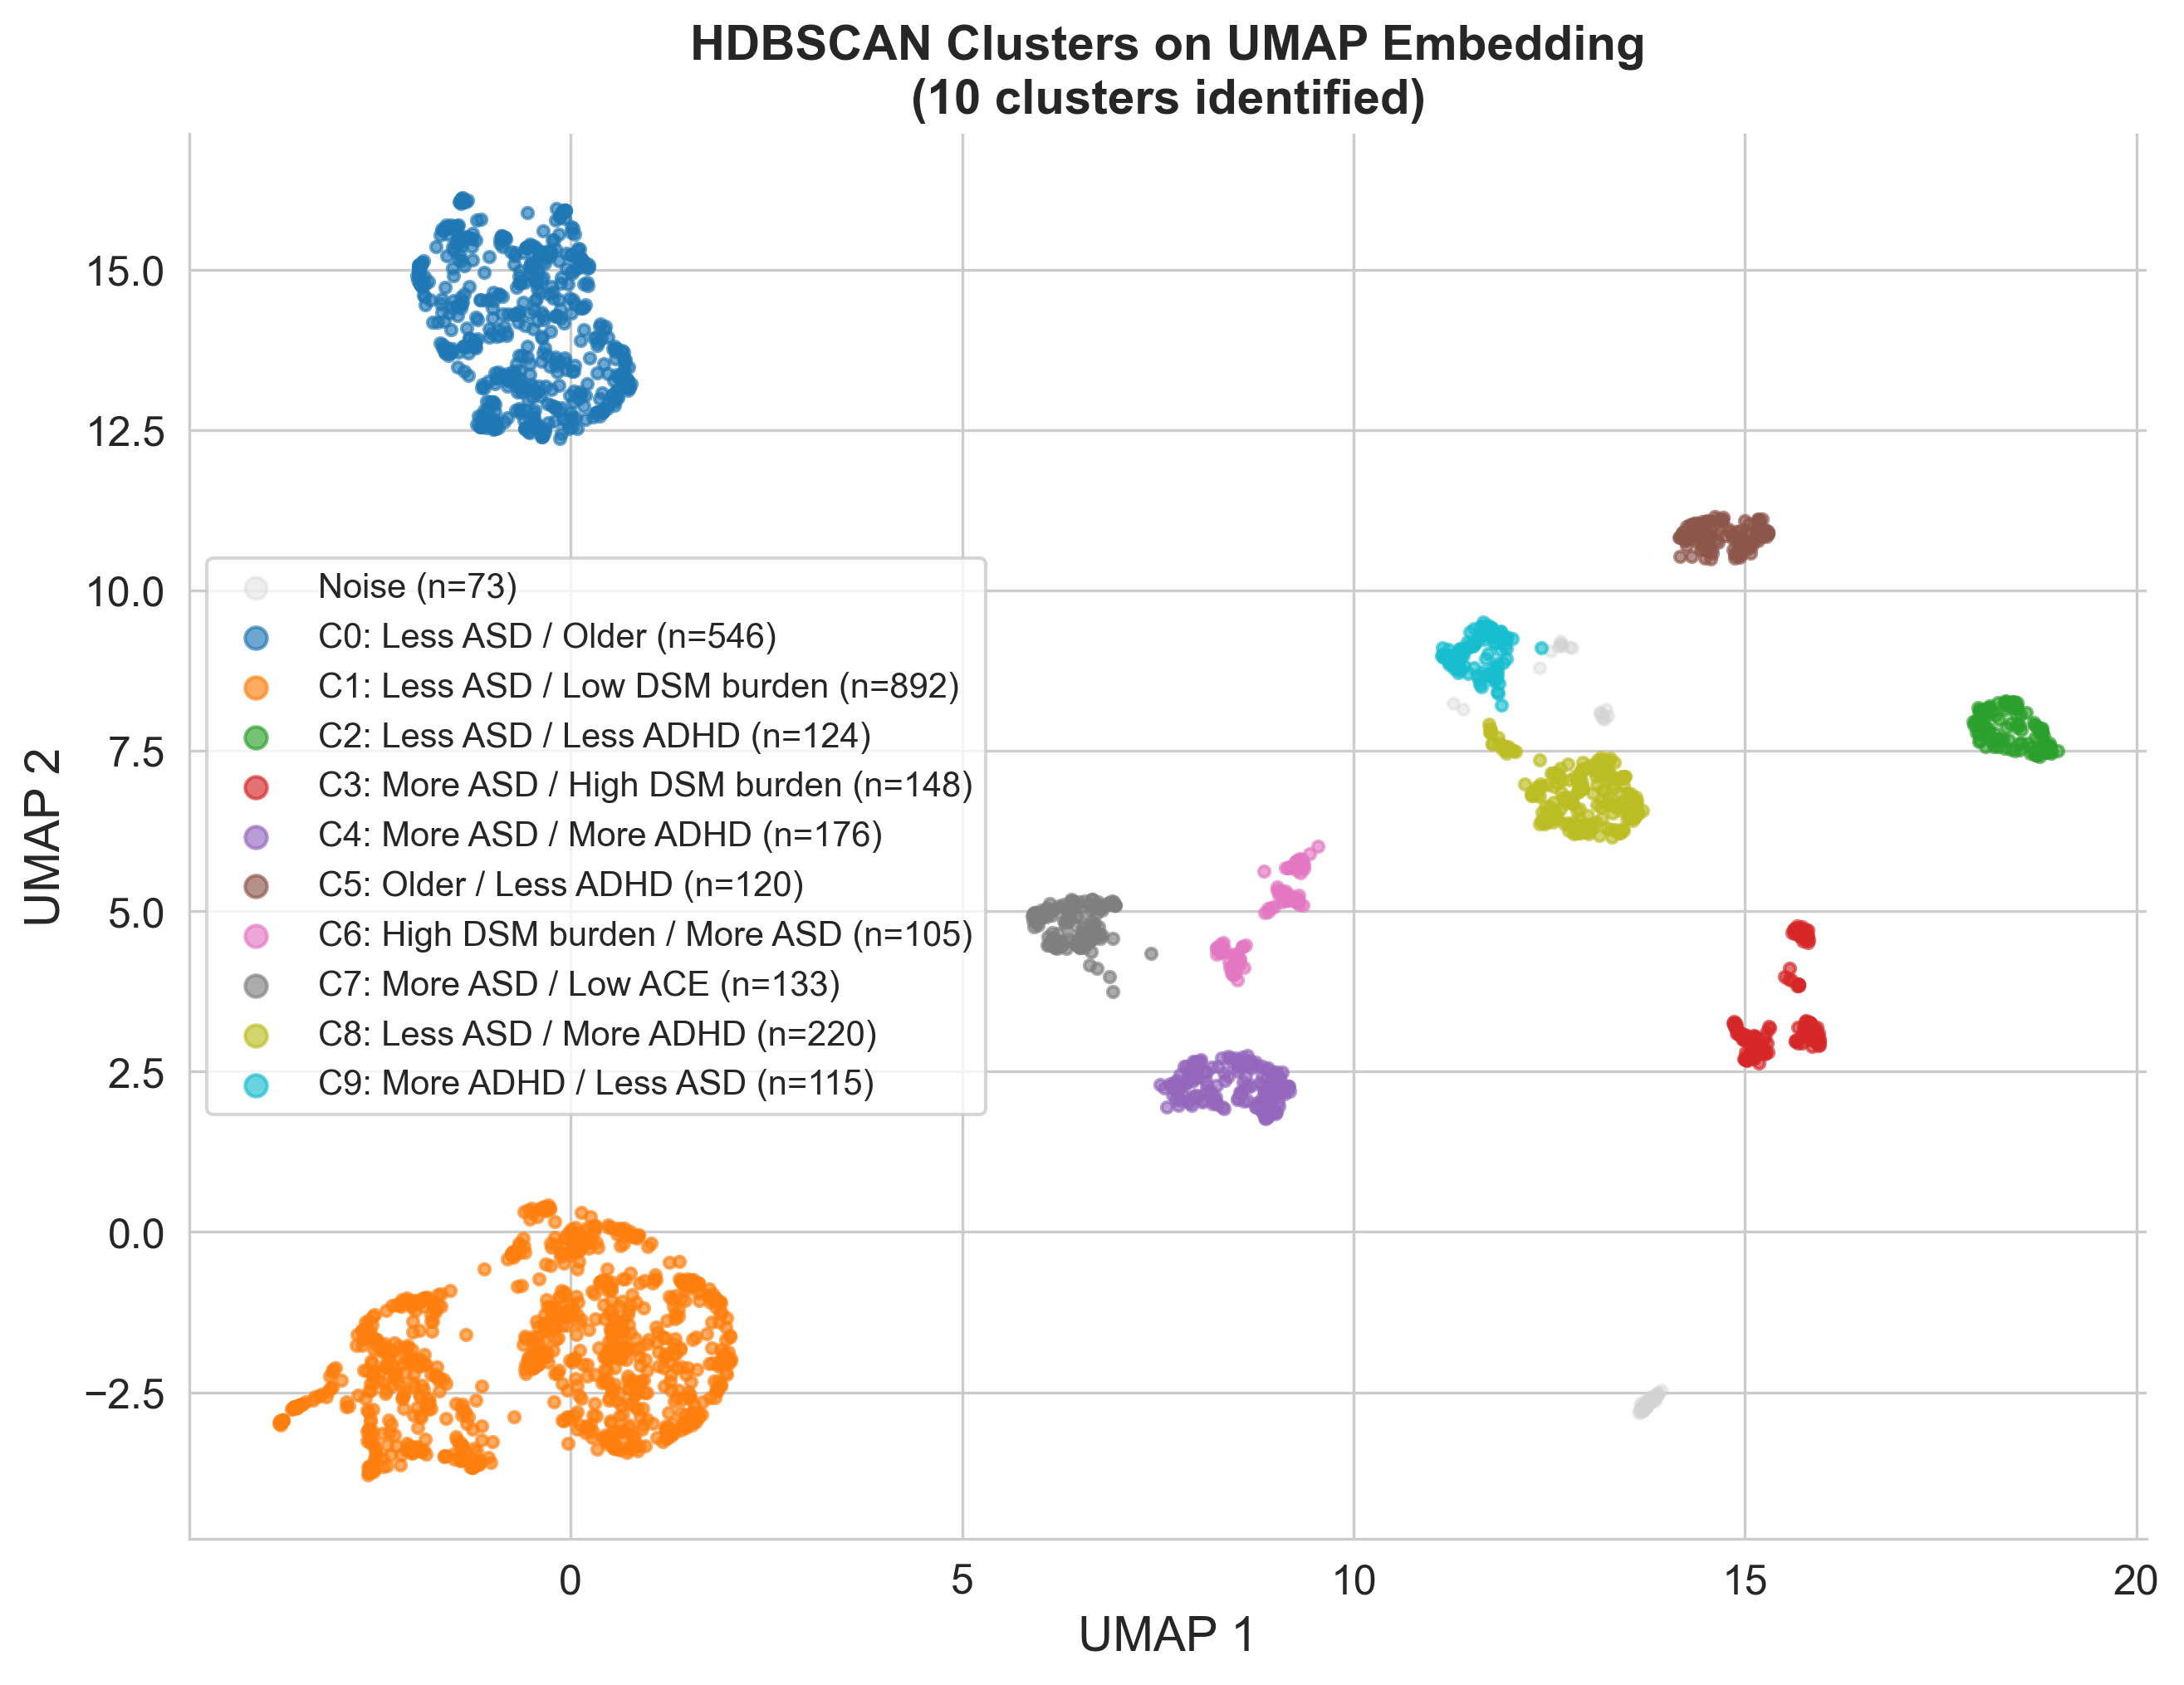 HDBSCAN Clusters on UMAP Embedding
(10 clusters identified)
UMAP 2
15.0
12.5
10.0
7.5
5.0
2.5
0.0
−2.5
Noise (n=73)
C0: Less ASD / Older (n=546)
C1: Less ASD / Low DSM burden (n=892)
C2: Less ASD / Less ADHD (n=124)
C3: More ASD / High DSM burden (n=148)
C4: More ASD / More ADHD (n=176)
C5: Older / Less ADHD (n=120)
C6: High DSM burden / More ASD (n=105)
C7: More ASD / Low ACE (n=133)
C8: Less ASD / More ADHD (n=220)
C9: More ADHD / Less ASD (n=115)
0 5 10 15 20
UMAP 1